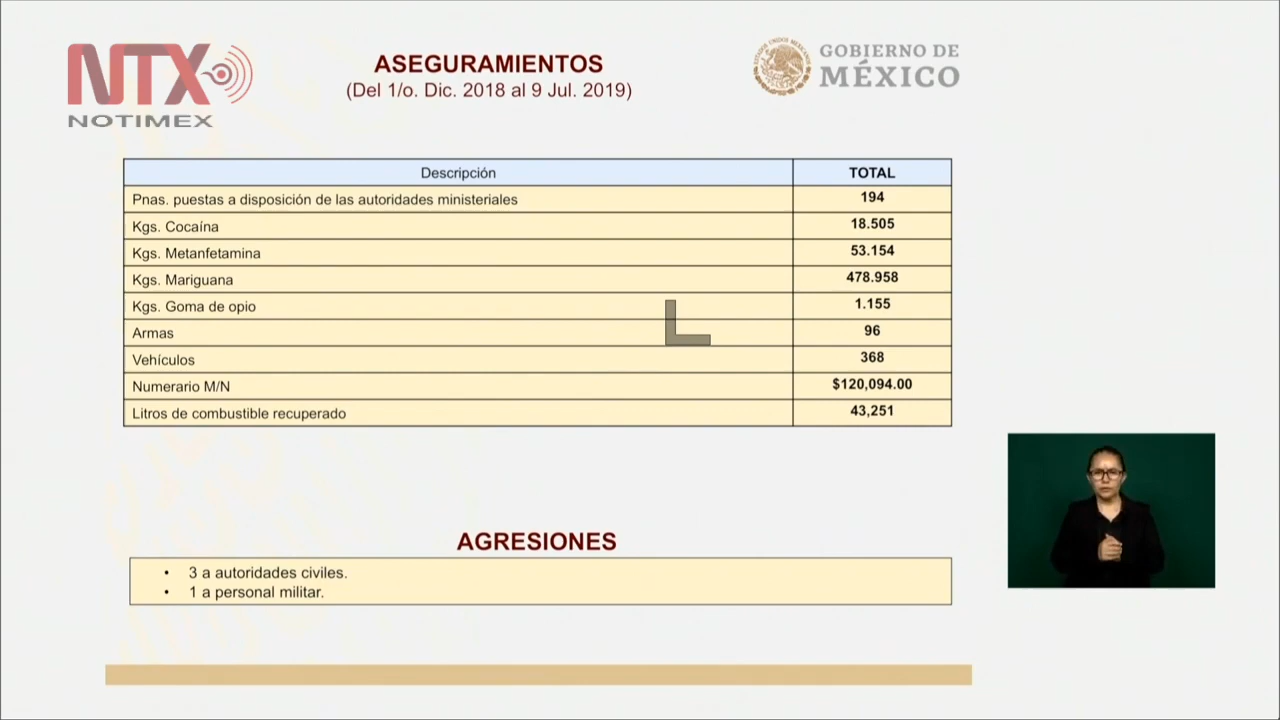 NTX
NOTIMEX
ASEGURAMIENTOS
(Del 1/o. Dic. 2018 al 9 Jul. 2019)
GOBIERNO DE
MÉXICO
Descripción TOTAL
Pnas. puestas a disposición de las autoridades ministeriales 194
Kgs. Cocaína 18.505
Kgs. Metanfetamina 53.154
Kgs. Mariguana 478.958
Kgs. Goma de opio 1.155
Armas 96
Vehículos 368
Numerario M/N $120,094.00
Litros de combustible recuperado 43,251
AGRESIONES
• 3 a autoridades civiles.
• 1 a personal militar.